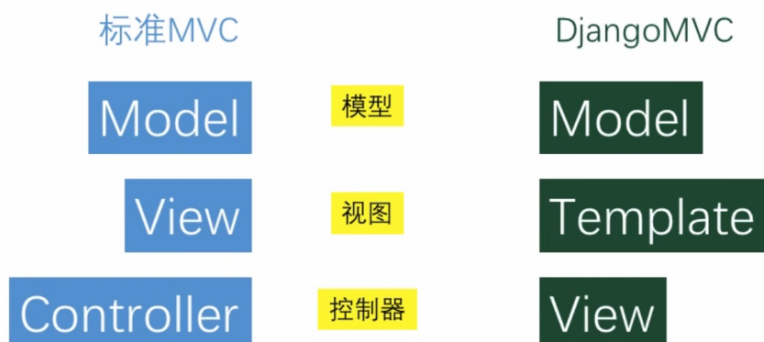 标准MVC DjangoMVC
Model 模型 Model
View 视图 Template
Controller 控制器 View